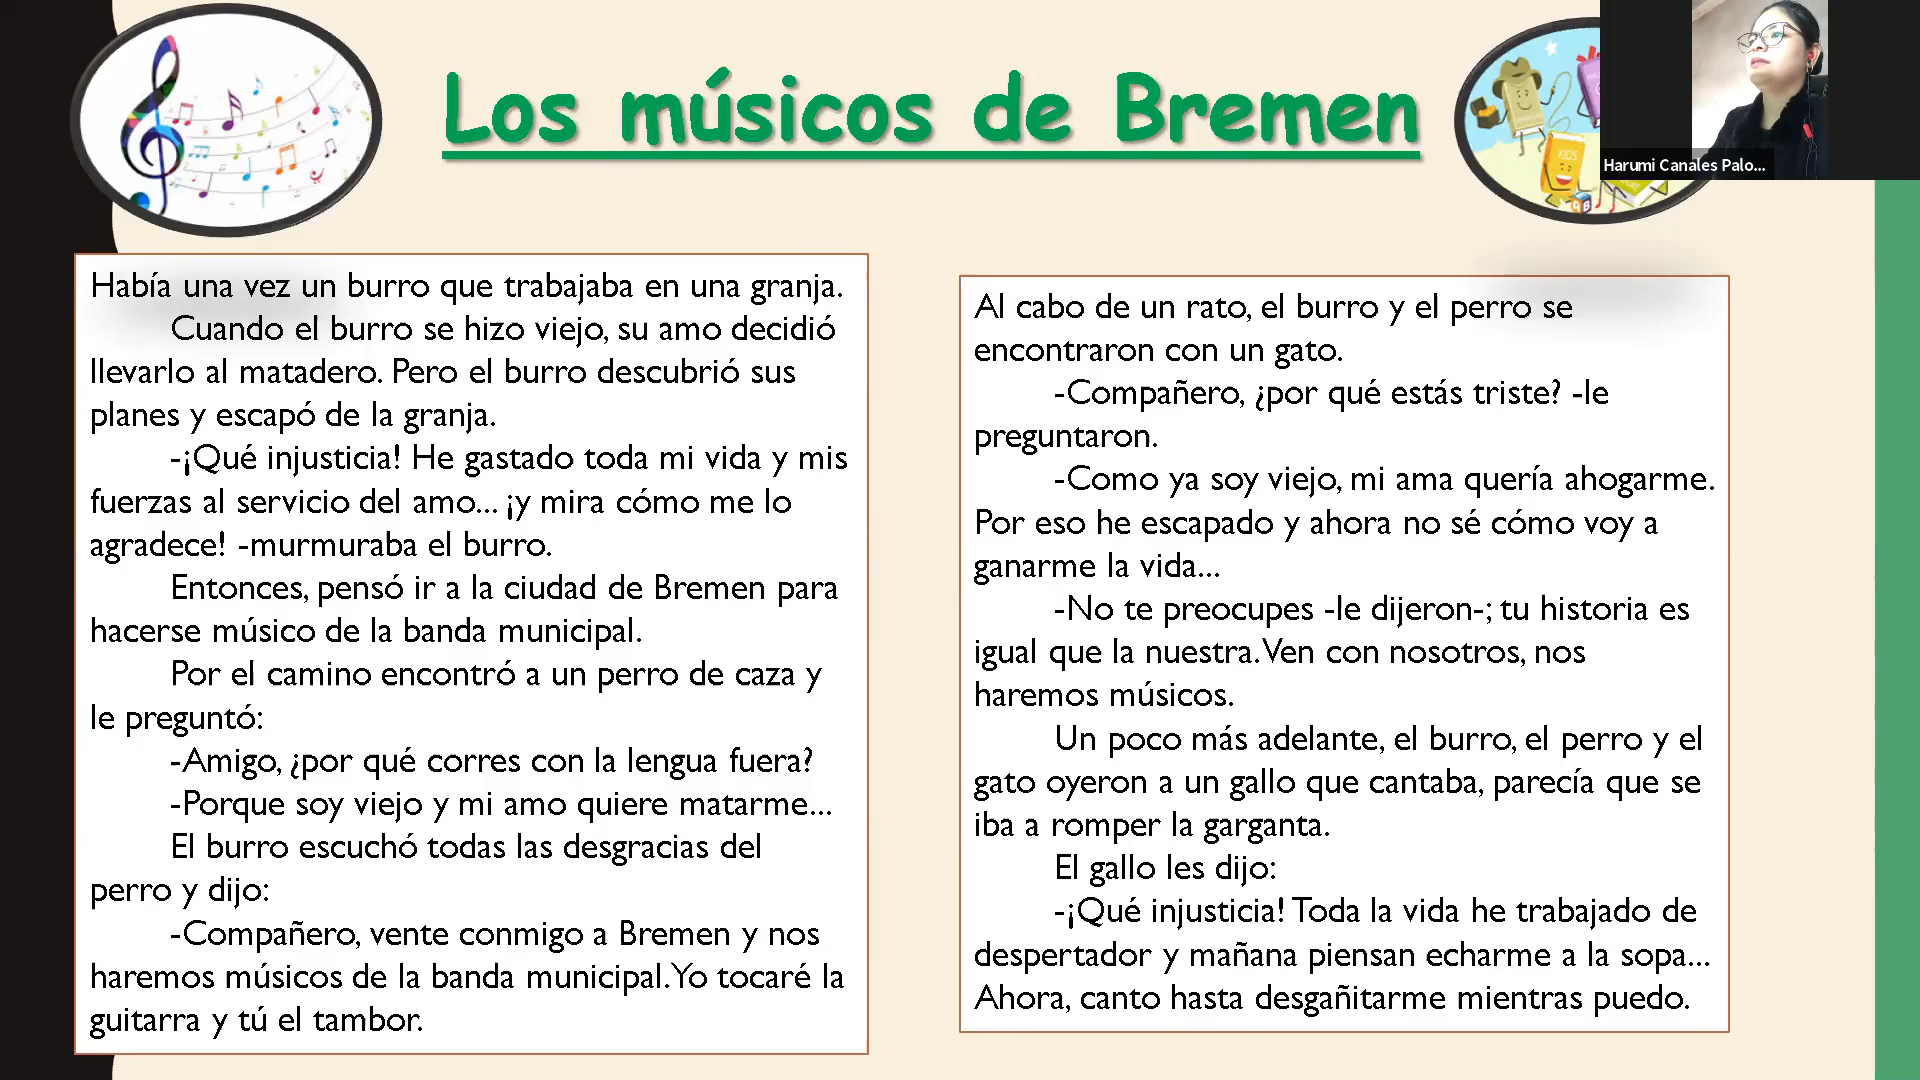 Los músicos de Bremen
Harumi Canales Palo...
Había una vez un burro que trabajaba en una granja.
Cuando el burro se hizo viejo, su amo decidió
llevarlo al matadero. Pero el burro descubrió sus
planes y escapó de la granja.
-¡Qué injusticia! He gastado toda mi vida y mis
fuerzas al servicio del amo... ¡y mira cómo me lo
agradece! -murmuraba el burro.
Entonces, pensó ir a la ciudad de Bremen para
hacerse músico de la banda municipal.
Por el camino encontró a un perro de caza y
le preguntó:
-Amigo, ¿por qué corres con la lengua fuera?
-Porque soy viejo y mi amo quiere matarme...
El burro escuchó todas las desgracias del
perro y dijo:
-Compañero, vente conmigo a Bremen y nos
haremos músicos de la banda municipal. Yo tocaré la
guitarra y tú el tambor.
Al cabo de un rato, el burro y el perro se
encontraron con un gato.
-Compañero, ¿por qué estás triste? -le
preguntaron.
-Como ya soy viejo, mi ama quería ahogarme.
Por eso he escapado y ahora no sé cómo voy a
ganarme la vida...
-No te preocupes -le dijeron-; tu historia es
igual que la nuestra. Ven con nosotros, nos
haremos músicos.
Un poco más adelante, el burro, el perro y el
gato oyeron a un gallo que cantaba, parecía que se
iba a romper la garganta.
El gallo les dijo:
-¡Qué injusticia! Toda la vida he trabajado de
despertador y mañana piensan echarme a la sopa...
Ahora, canto hasta desgañitarme mientras puedo.
KIDS